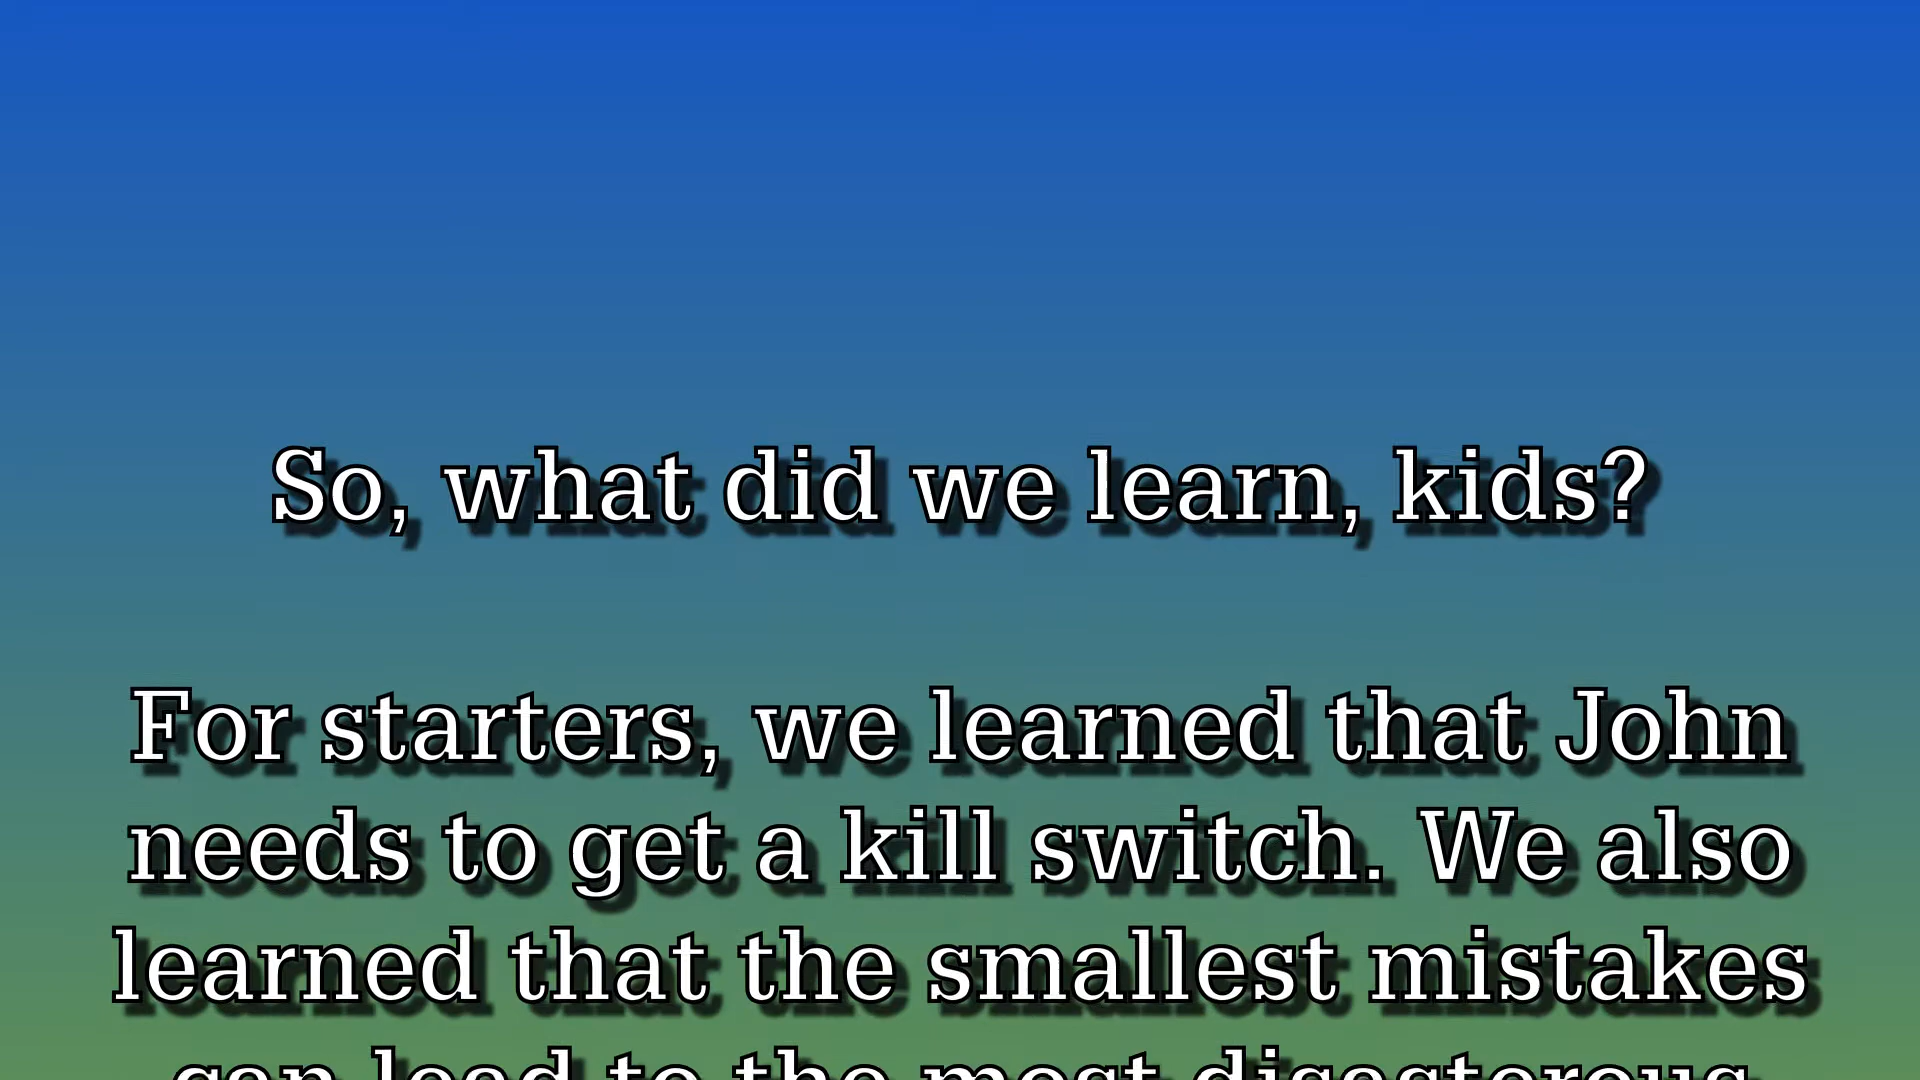 So, what did we learn, kids?
For starters, we learned that John
needs to get a kill switch. We also
learned that the smallest mistakes
can lead to the most disasterous